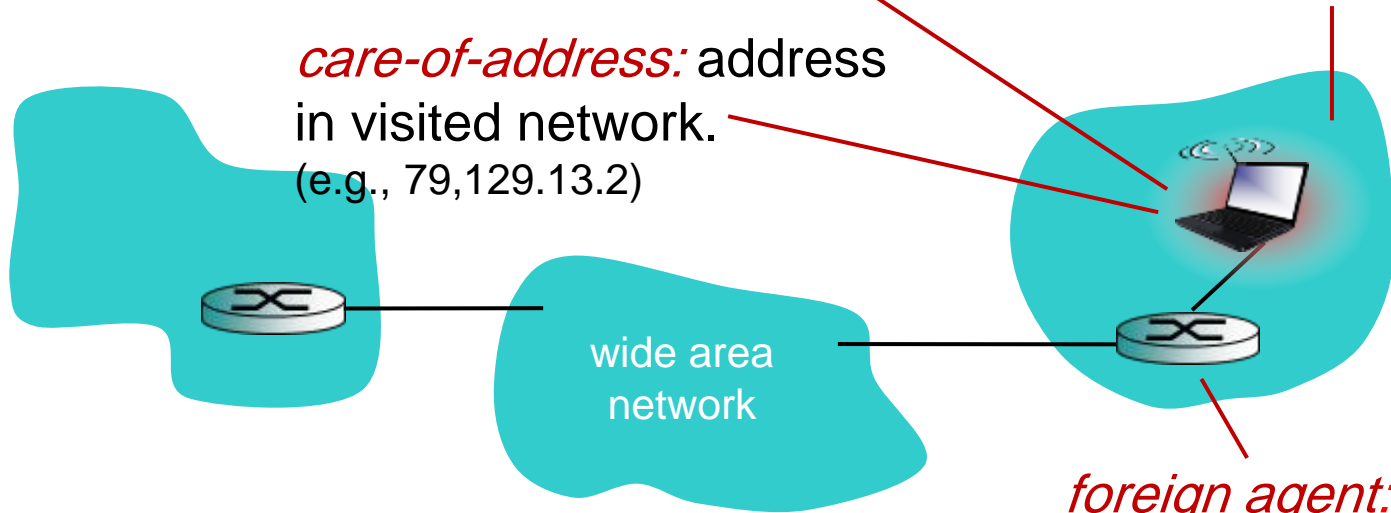 care-of-address: address
in visited network.
(e.g., 79,129.13.2)
wide area
network
foreign agent: